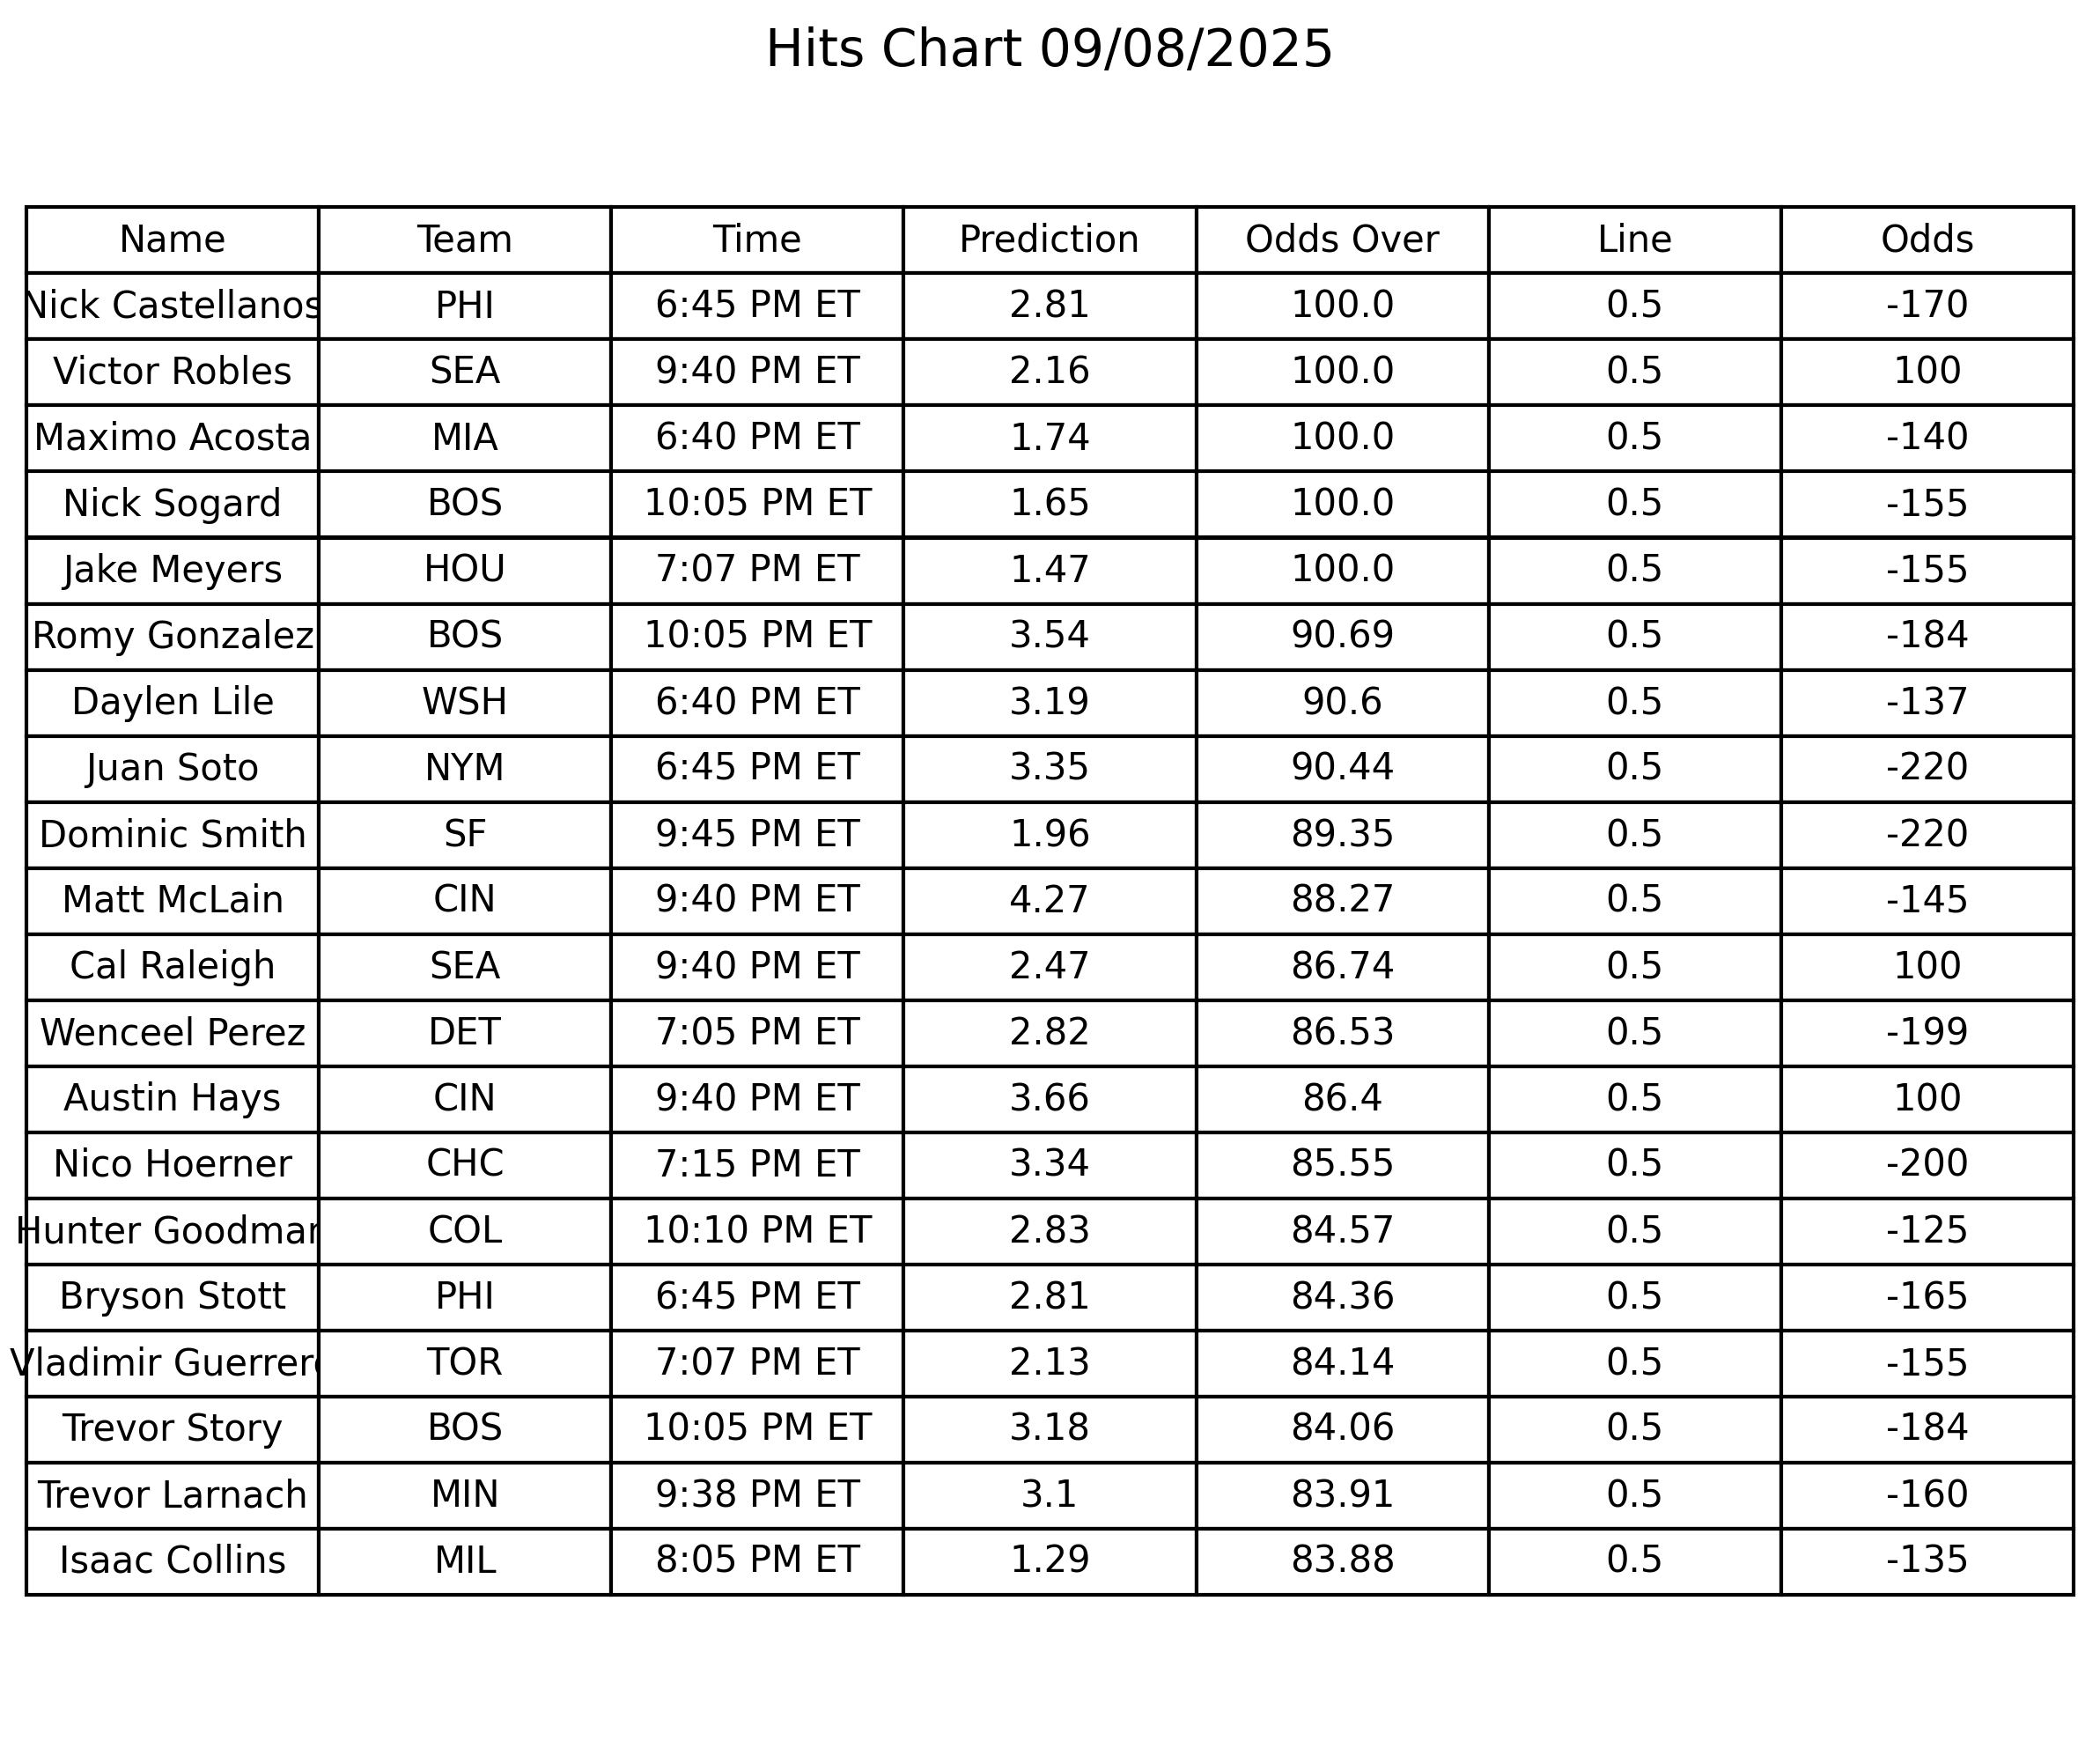 Hits Chart 09/08/2025
Name Team Time Prediction Odds Over Line Odds
Nick Castellanos PHI 6:45 PM ET 2.81 100.0 0.5 -170
Victor Robles SEA 9:40 PM ET 2.16 100.0 0.5 100
Maximo Acosta MIA 6:40 PM ET 1.74 100.0 0.5 -140
Nick Sogard BOS 10:05 PM ET 1.65 100.0 0.5 -155
Jake Meyers HOU 7:07 PM ET 1.47 100.0 0.5 -155
Romy Gonzalez BOS 10:05 PM ET 3.54 90.69 0.5 -184
Daylen Lile WSH 6:40 PM ET 3.19 90.6 0.5 -137
Juan Soto NYM 6:45 PM ET 3.35 90.44 0.5 -220
Dominic Smith SF 9:45 PM ET 1.96 89.35 0.5 -220
Matt McLain CIN 9:40 PM ET 4.27 88.27 0.5 -145
Cal Raleigh SEA 9:40 PM ET 2.47 86.74 0.5 100
Wenceel Perez DET 7:05 PM ET 2.82 86.53 0.5 -199
Austin Hays CIN 9:40 PM ET 3.66 86.4 0.5 100
Nico Hoerner CHC 7:15 PM ET 3.34 85.55 0.5 -200
Hunter Goodman COL 10:10 PM ET 2.83 84.57 0.5 -125
Bryson Stott PHI 6:45 PM ET 2.81 84.36 0.5 -165
Vladimir Guerrero TOR 7:07 PM ET 2.13 84.14 0.5 -155
Trevor Story BOS 10:05 PM ET 3.18 84.06 0.5 -184
Trevor Larnach MIN 9:38 PM ET 3.1 83.91 0.5 -160
Isaac Collins MIL 8:05 PM ET 1.29 83.88 0.5 -135